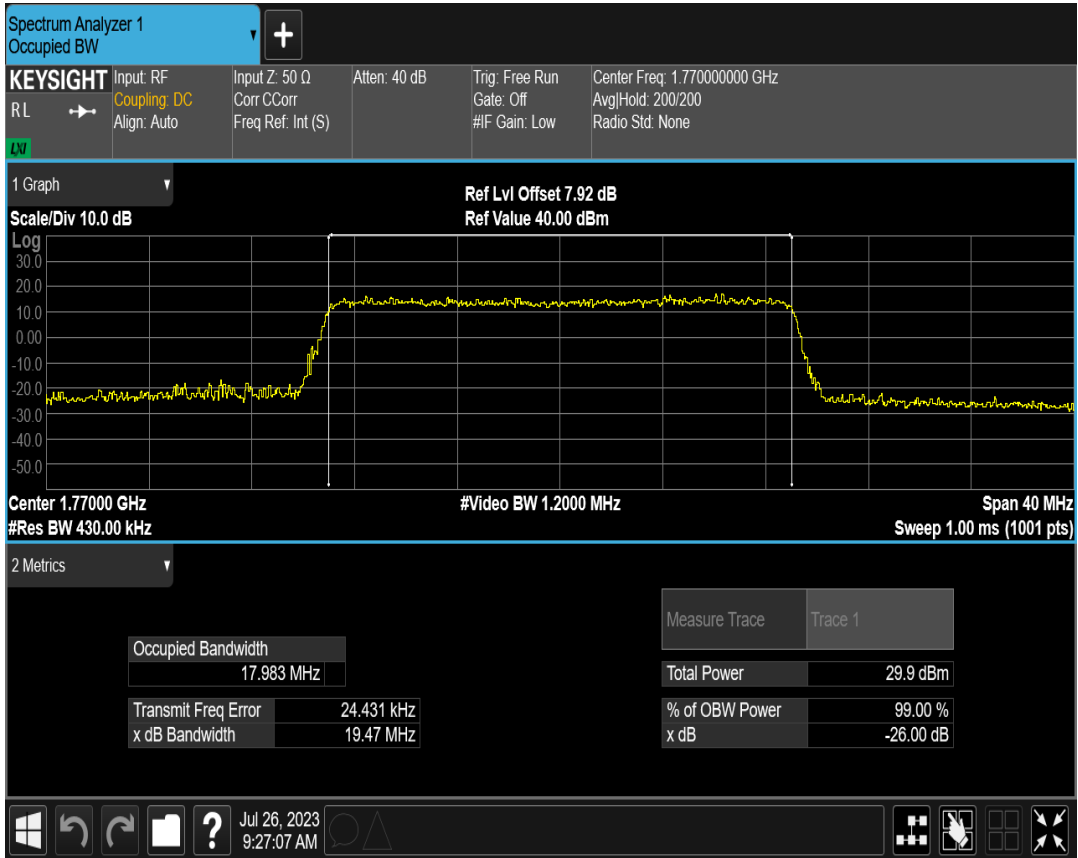 Spectrum Analyzer 1
Occupied BW
KEYSIGHT
R L
LXI
Input: RF
Coupling: DC
Align: Auto
Input Z: 50 Ω
Corr CCorr
Freq Ref: Int (S)
Atten: 40 dB
Trig: Free Run
Gate: Off
#IF Gain: Low
Center Freq: 1.770000000 GHz
Avg|Hold: 200/200
Radio Std: None
1 Graph
Scale/Div 10.0 dB
Ref Lvl Offset 7.92 dB
Ref Value 40.00 dBm
Log
30.0
20.0
10.0
0.00
-10.0
-20.0
-30.0
-40.0
-50.0
Center 1.77000 GHz
#Video BW 1.2000 MHz
Span 40 MHz
#Res BW 430.00 kHz
Sweep 1.00 ms (1001 pts)
2 Metrics
Measure Trace Trace 1
Occupied Bandwidth
17.983 MHz
Total Power 29.9 dBm
Transmit Freq Error 24.431 kHz
% of OBW Power 99.00 %
x dB Bandwidth 19.47 MHz
x dB -26.00 dB
?
Jul 26, 2023
9:27:07 AM